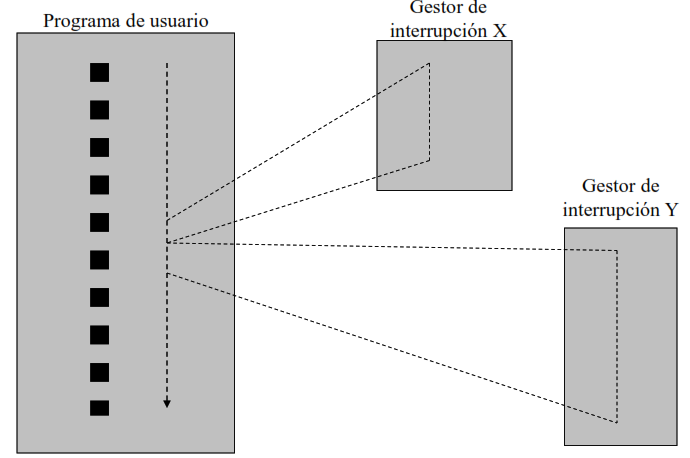 Programa de usuario
Gestor de
interrupción X
Gestor de
interrupción Y